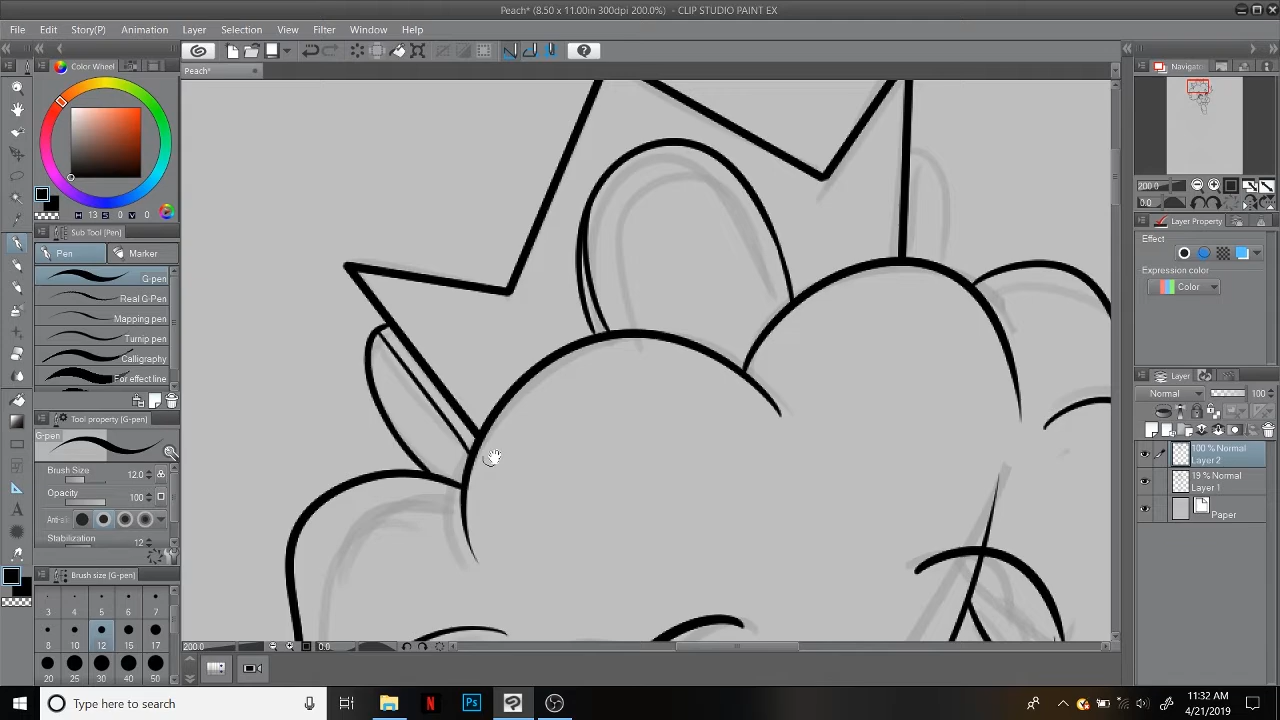 Peach* (8.50 x 11.00in 300dpi 200.0%) - CLIP STUDIO PAINT EX
File Edit Story(P) Animation Layer Selection View Filter Window Help
Color Wheel
Peach*
Navigator
200.0
0.0
H 13 S 0 V 0
Sub Tool [Pen]
Pen Marker
G-pen
Real G-Pen
Mapping pen
Turnip pen
Calligraphy
For effect line
Tool property [G-pen]
G-pen
Brush Size 12.0
Opacity 100
Anti-al
Stabilization 12
Brush size [G-pen]
3 4 5 6 7
8 10 12 15 17
20 25 30 40 50
Layer Property
Effect
Expression color
Color
Layer
Normal 100
100 % Normal
Layer 2
19 % Normal
Layer 1
Paper
200.0 0.0
Type here to search
N
Ps
11:32 AM
4/21/2019